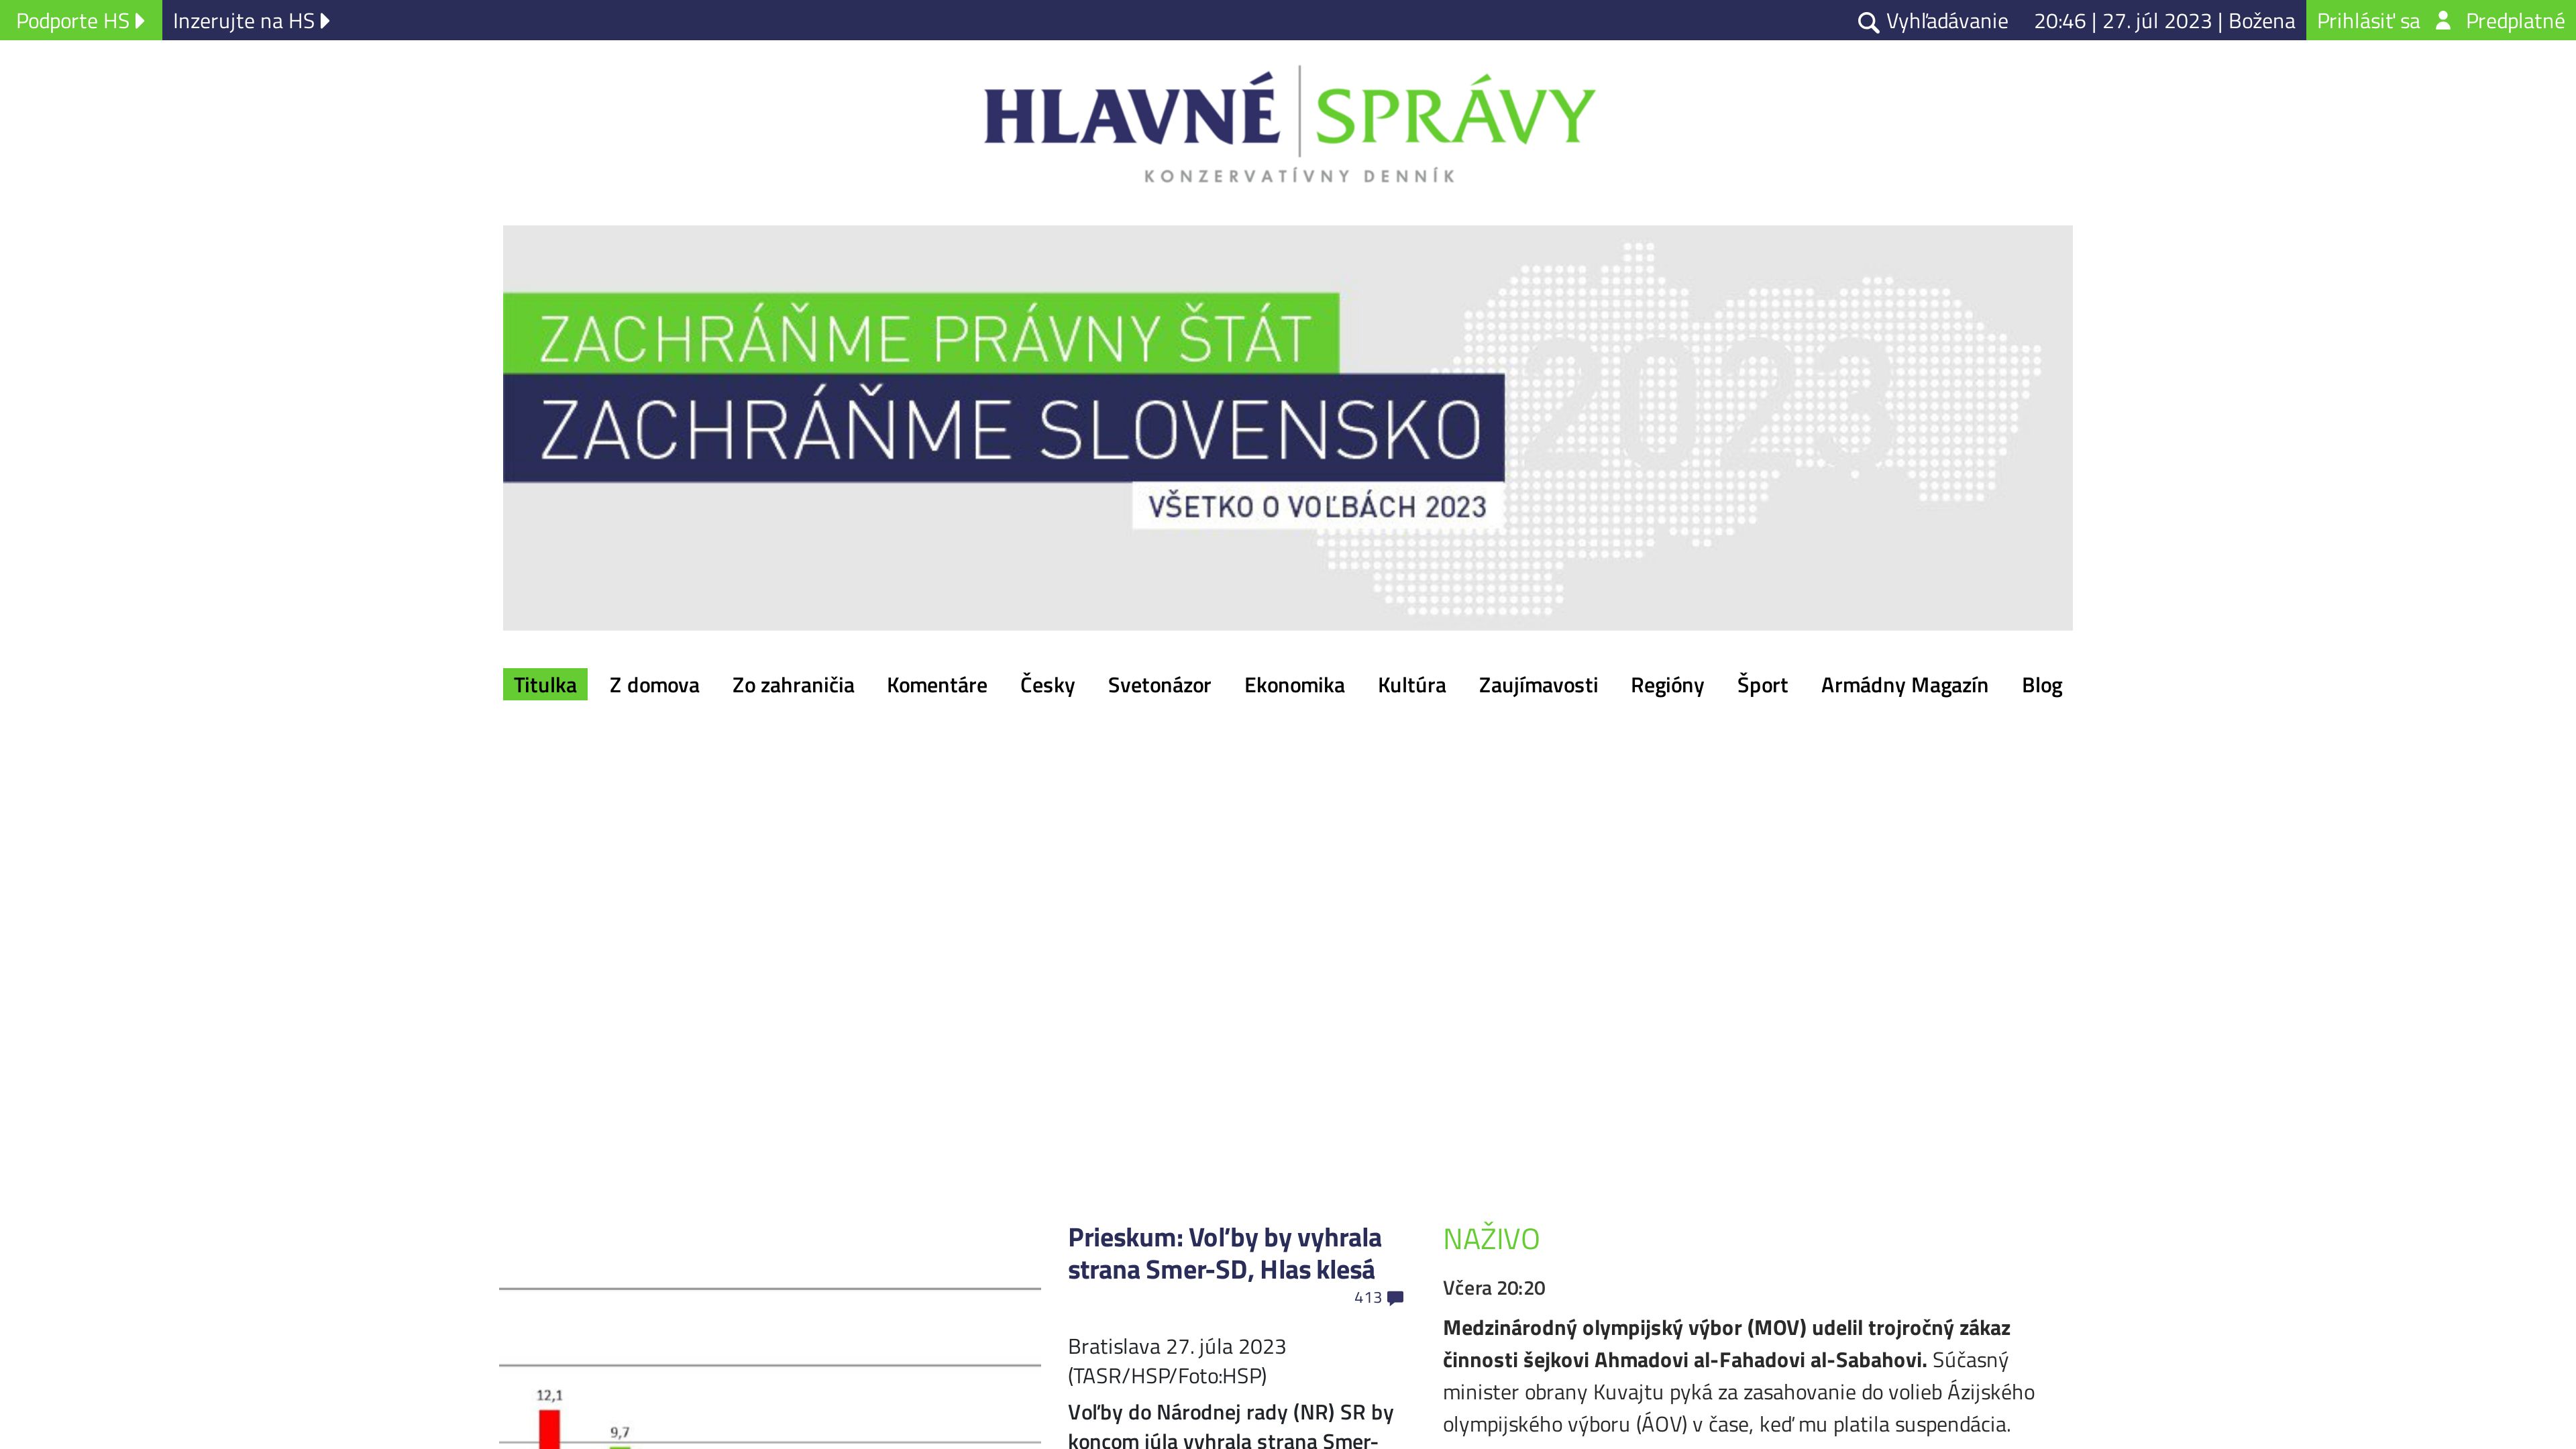 Podporte HS
Inzerujte na HS
Vyhľadávanie
20:46 | 27. júl 2023 | Božena
Prihlásiť sa
Predplatné
HLAVNÉ SPRÁVY
KONZERVATÍVNY DENNÍK
ZACHRÁŇME PRÁVNY ŠTÁT
ZACHRÁŇME SLOVENSKO
2023
VŠETKO O VOĽBÁCH 2023
Titulka
Z domova
Zo zahraničia
Komentáre
Česky
Svetonázor
Ekonomika
Kultúra
Zaujímavosti
Regióny
Šport
Armádny Magazín
Blog
12,1
9,7
Prieskum: Voľby by vyhrala
strana Smer-SD, Hlas klesá
413
Bratislava 27. júla 2023
(TASR/HSP/Foto:HSP)
Voľby do Národnej rady (NR) SR by
koncom júla vyhrala strana Smer-
NAŽIVO
Včera 20:20
Medzinárodný olympijský výbor (MOV) udelil trojročný zákaz
činnosti šejkovi Ahmadovi al-Fahadovi al-Sabahovi. Súčasný
minister obrany Kuvajtu pyká za zasahovanie do volieb Ázijského
olympijského výboru (ÁOV) v čase, keď mu platila suspendácia.